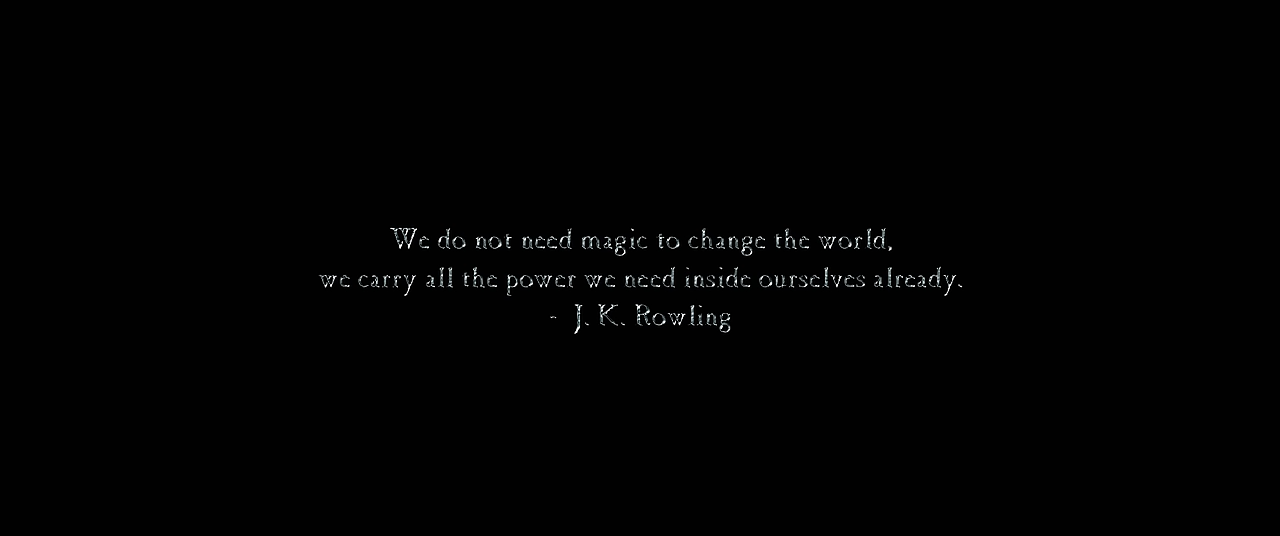 We do not need magic to change the world,
we carry all the power we need inside ourselves already.
- J. K. Rowling